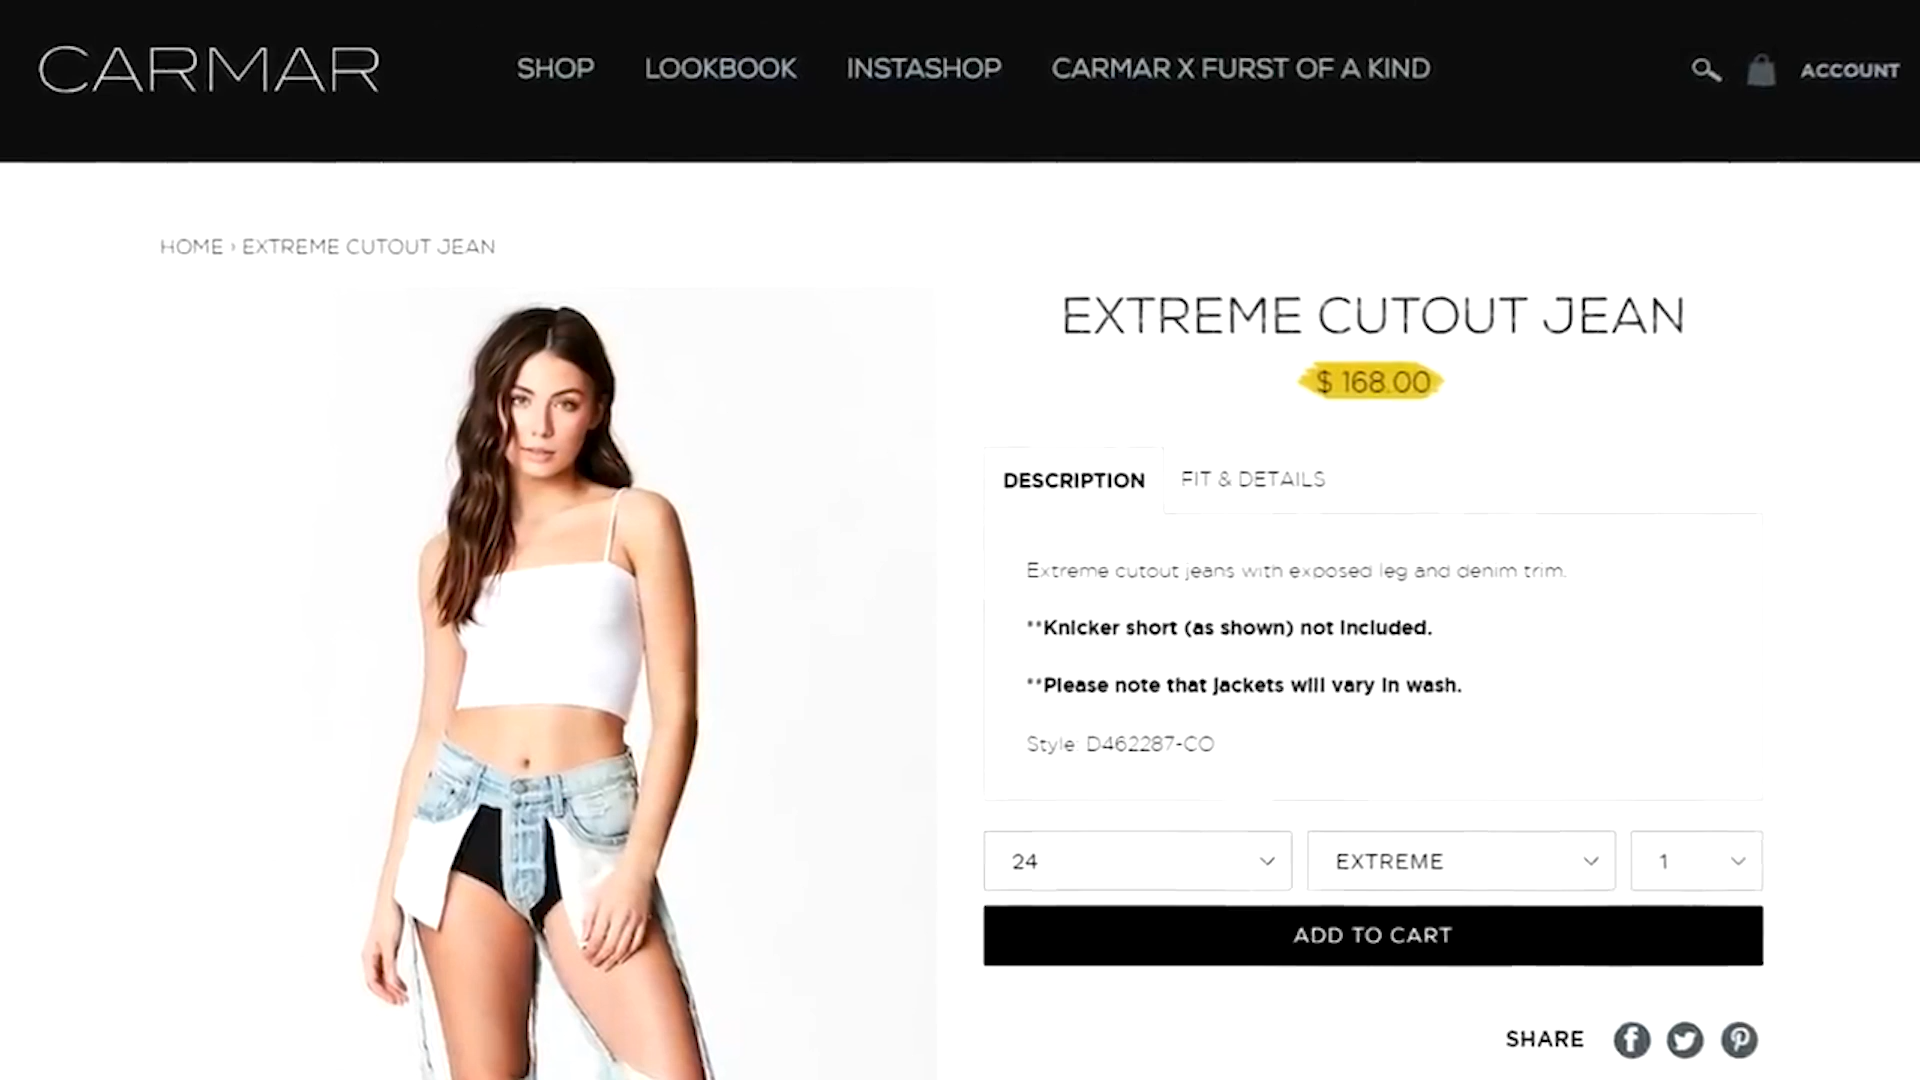 CARMAR
SHOP LOOKBOOK INSTASHOP CARMAR X FURST OF A KIND
ACCOUNT
HOME › EXTREME CUTOUT JEAN
EXTREME CUTOUT JEAN
$ 168.00
DESCRIPTION FIT & DETAILS
Extreme cutout jeans with exposed leg and denim trim.
**Knicker short (as shown) not included.
**Please note that jackets will vary in wash.
Style: D462287-CO
24 EXTREME 1
ADD TO CART
SHARE